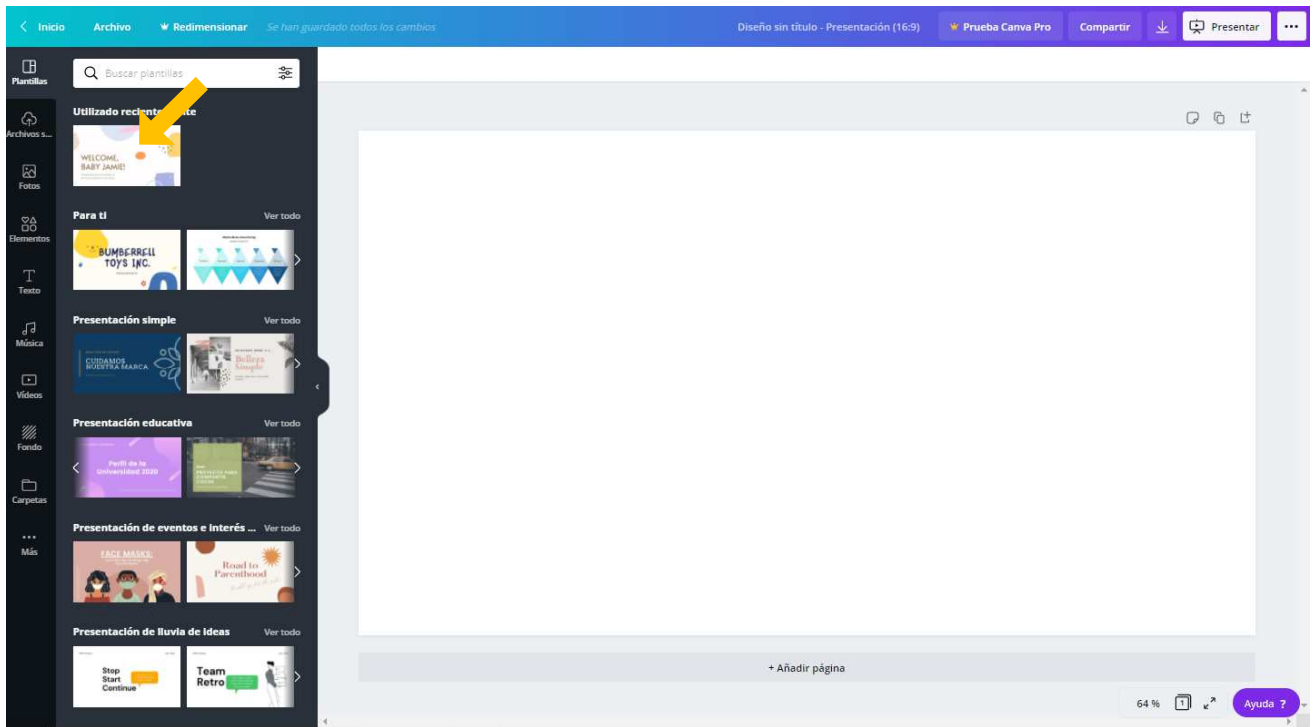 Inicio
Archivo
Redimensionar
Se han guardado todos los cambios
Diseño sin título - Presentación (16:9)
Prueba Canva Pro
Compartir
Presentar
Plantillas
Archivos s...
Fotos
Elementos
Texto
Música
Vídeos
Fondo
Carpetas
Más
Buscar plantillas
Utilizado
WELCOME,
BABY JAMIE!
Para ti
Ver todo
BUMBERRELL
TOYS INC.
Presentación simple
Ver todo
CUIDAMOS
NUESTRA MARCA
Belleza
Simple
Presentación educativa
Ver todo
Perfil de la
Universidad 2020
Presentación de eventos e interés ...
Ver todo
FACE MASKS:
Road to
Parenthood
Presentación de lluvia de ideas
Ver todo
Stop
Start
Continue
Team
Retro
+ Añadir página
64 %
1
Ayuda ?